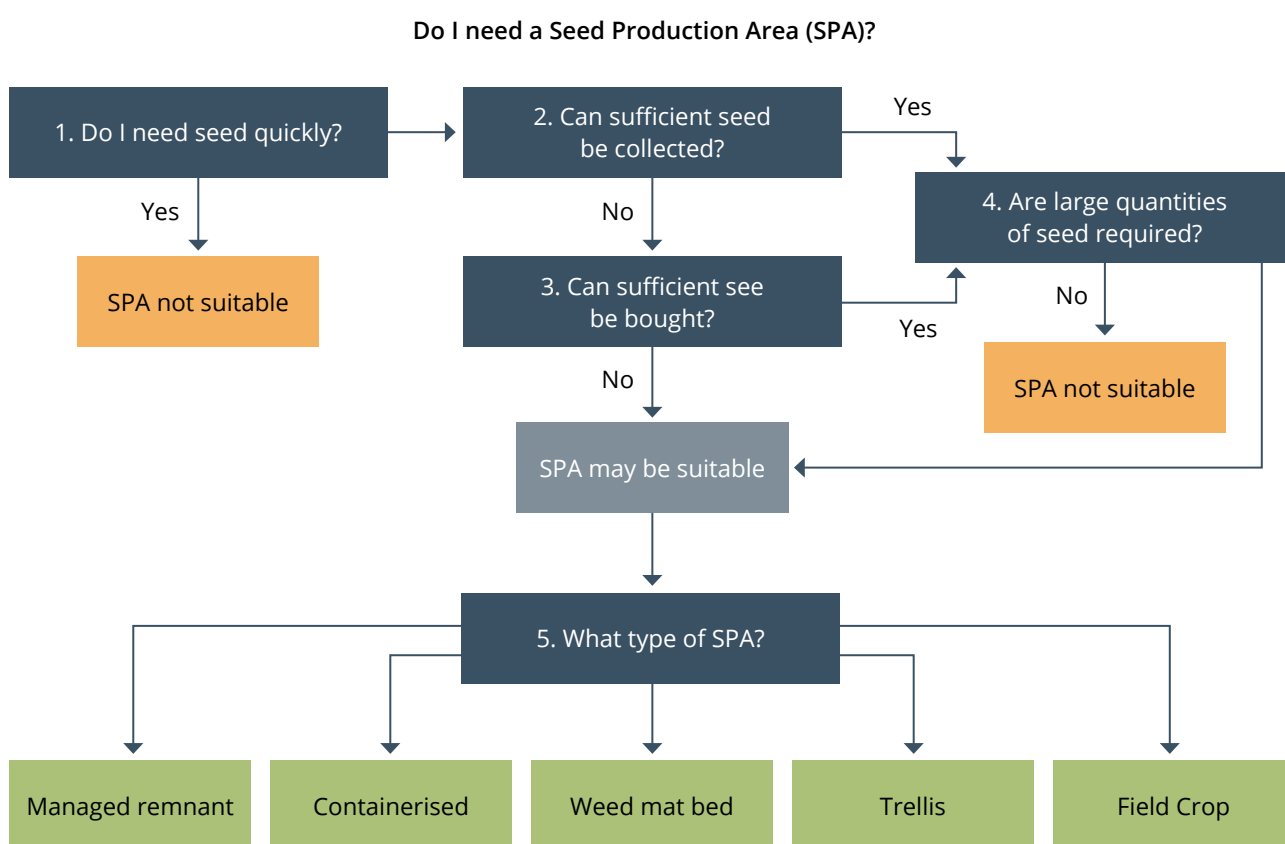 Do I need a Seed Production Area (SPA)?
1. Do I need seed quickly?
2. Can sufficient seed
be collected?
Yes
4. Are large quantities
of seed required?
Yes
No
SPA not suitable
3. Can sufficient see
be bought?
Yes
No
No
SPA not suitable
SPA may be suitable
5. What type of SPA?
Managed remnant
Containerised
Weed mat bed
Trellis
Field Crop